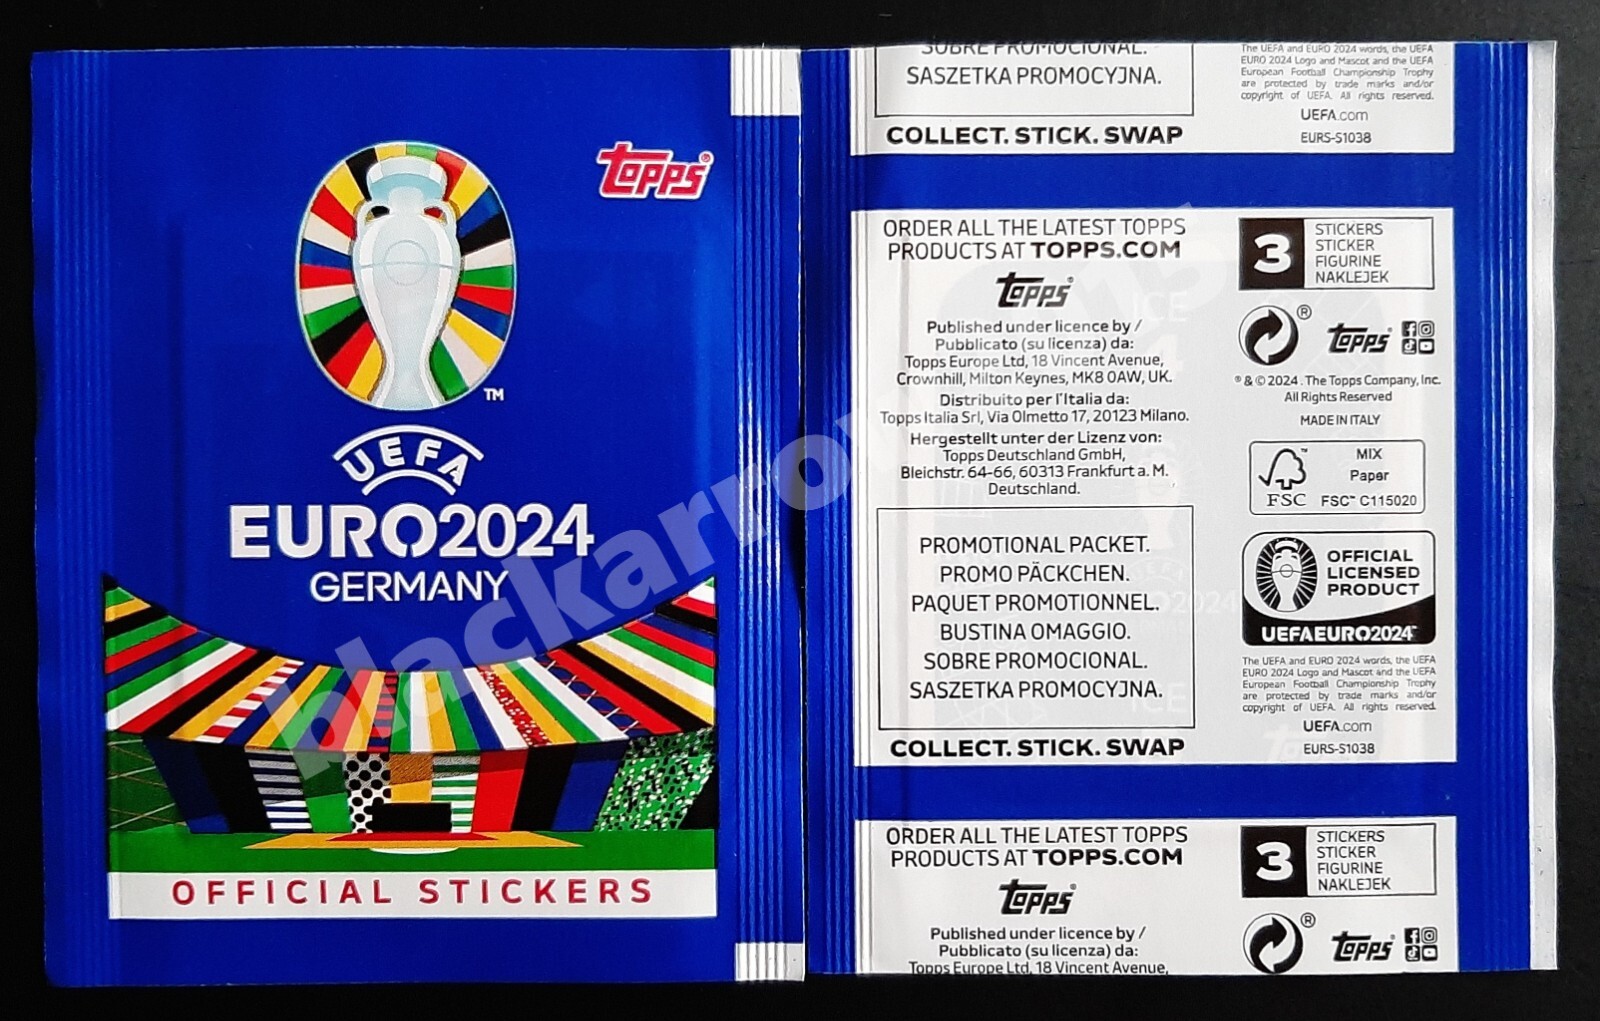 Topps®
TM
UEFA
EURO2024
GERMANY
OFFICIAL STICKERS
blackarrow
SOBRE PROMOCIONAL.
SASZETKA PROMOCYJNA.
COLLECT. STICK. SWAP
The UEFA and EURO 2024 words, the UEFA
EURO 2024 Logo and Mascot and the UEFA
European Football Championship Trophy
are protected by trade marks and/or
copyright of UEFA. All rights reserved.
UEFA.com
EURS-S1038
ORDER ALL THE LATEST TOPPS
PRODUCTS AT TOPPS.COM
Topps®
Published under licence by /
Pubblicato (su licenza) da:
Topps Europe Ltd, 18 Vincent Avenue,
Crownhill, Milton Keynes, MK8 0AW, UK.
Distribuito per l'Italia da:
Topps Italia Srl, Via Olmetto 17, 20123 Milano.
Hergestellt unter der Lizenz von:
Topps Deutschland GmbH,
Bleichstr. 64-66, 60313 Frankfurt a. M.
Deutschland.
PROMOTIONAL PACKET.
PROMO PÄCKCHEN.
PAQUET PROMOTIONNEL.
BUSTINA OMAGGIO.
SOBRE PROMOCIONAL.
SASZETKA PROMOCYJNA.
COLLECT. STICK. SWAP
3
STICKERS
STICKER
FIGURINE
NAKLEJEK
®
Topps®
® & © 2024 . The Topps Company, Inc.
All Rights Reserved
MADE IN ITALY
FSC
MIX
Paper
FSC™ C115020
OFFICIAL
LICENSED
PRODUCT
UEFAEURO2024™
The UEFA and EURO 2024 words, the UEFA
EURO 2024 Logo and Mascot and the UEFA
European Football Championship Trophy
are protected by trade marks and/or
copyright of UEFA. All rights reserved.
UEFA.com
EURS-S1038
ORDER ALL THE LATEST TOPPS
PRODUCTS AT TOPPS.COM
Topps®
Published under licence by /
Pubblicato (su licenza) da:
Topps Europe Ltd, 18 Vincent Avenue,
3
STICKERS
STICKER
FIGURINE
NAKLEJEK
®
Topps®